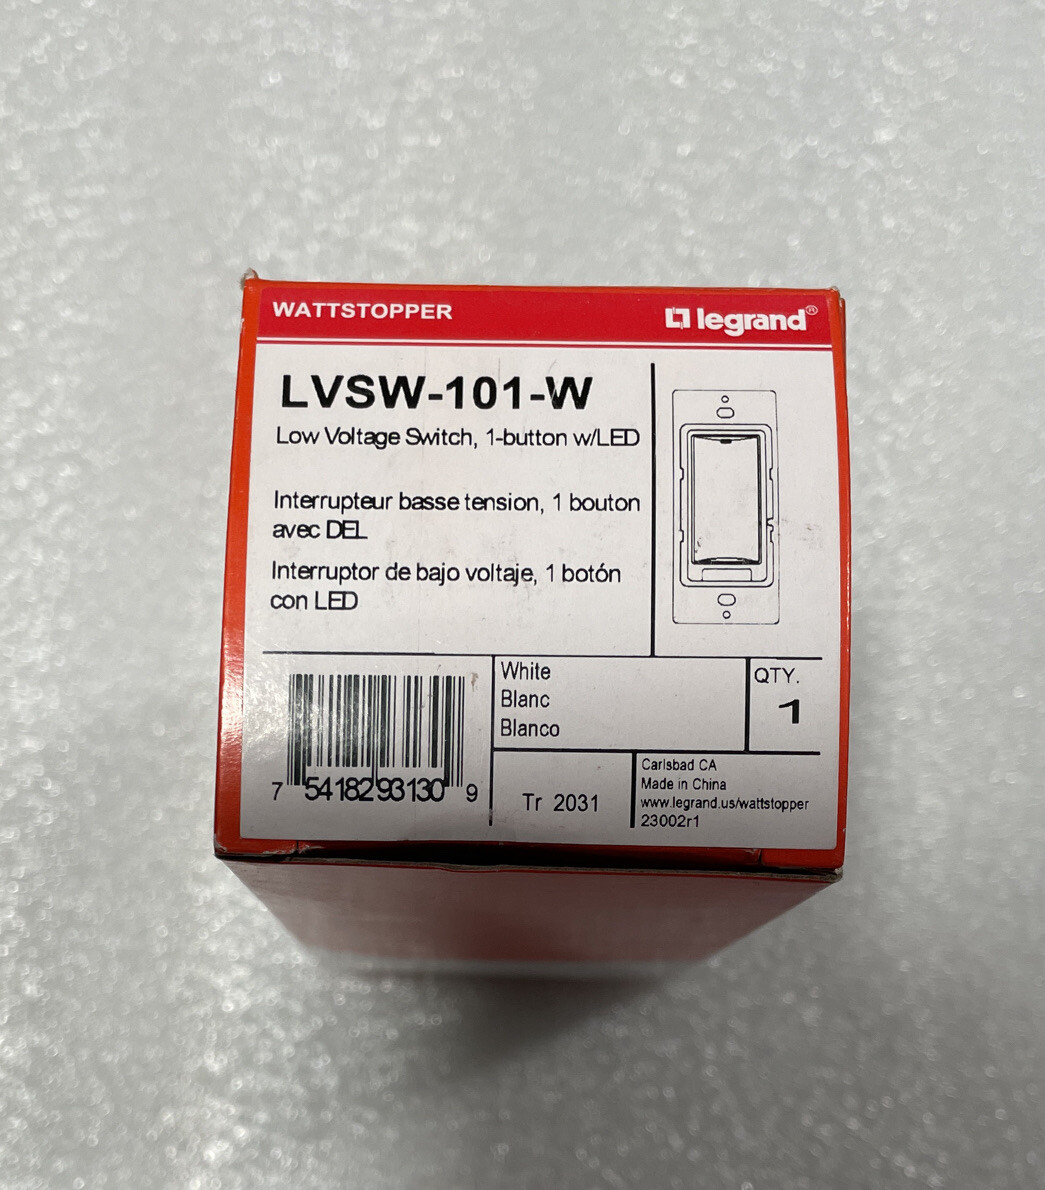 WATTSTOPPER
legrand®
LVSW-101-W
Low Voltage Switch, 1-button w/LED
Interrupteur basse tension, 1 bouton
avec DEL
Interruptor de bajo voltaje, 1 botón
con LED
White
Blanc
Blanco
QTY.
1
7 54182 93130 9
Tr 2031
Carlsbad CA
Made in China
www.legrand.us/wattstopper
23002r1